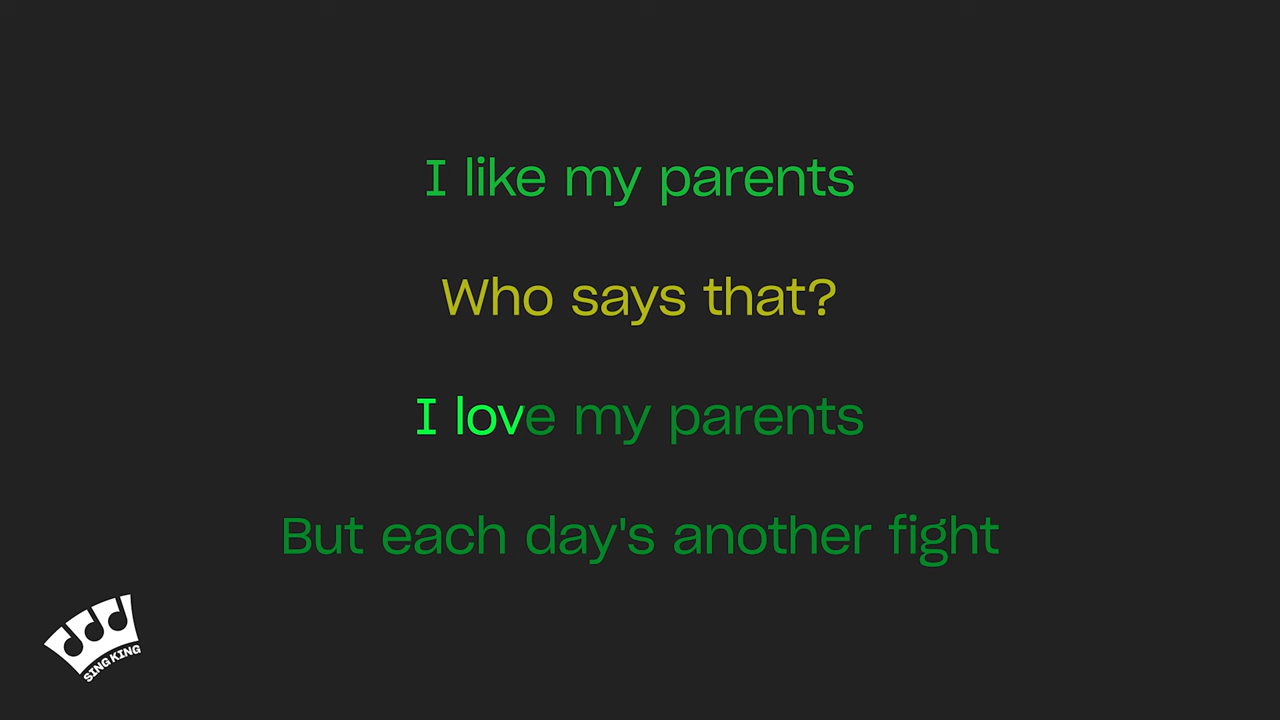 I like my parents
Who says that?
I love my parents
But each day's another fight
SING KING